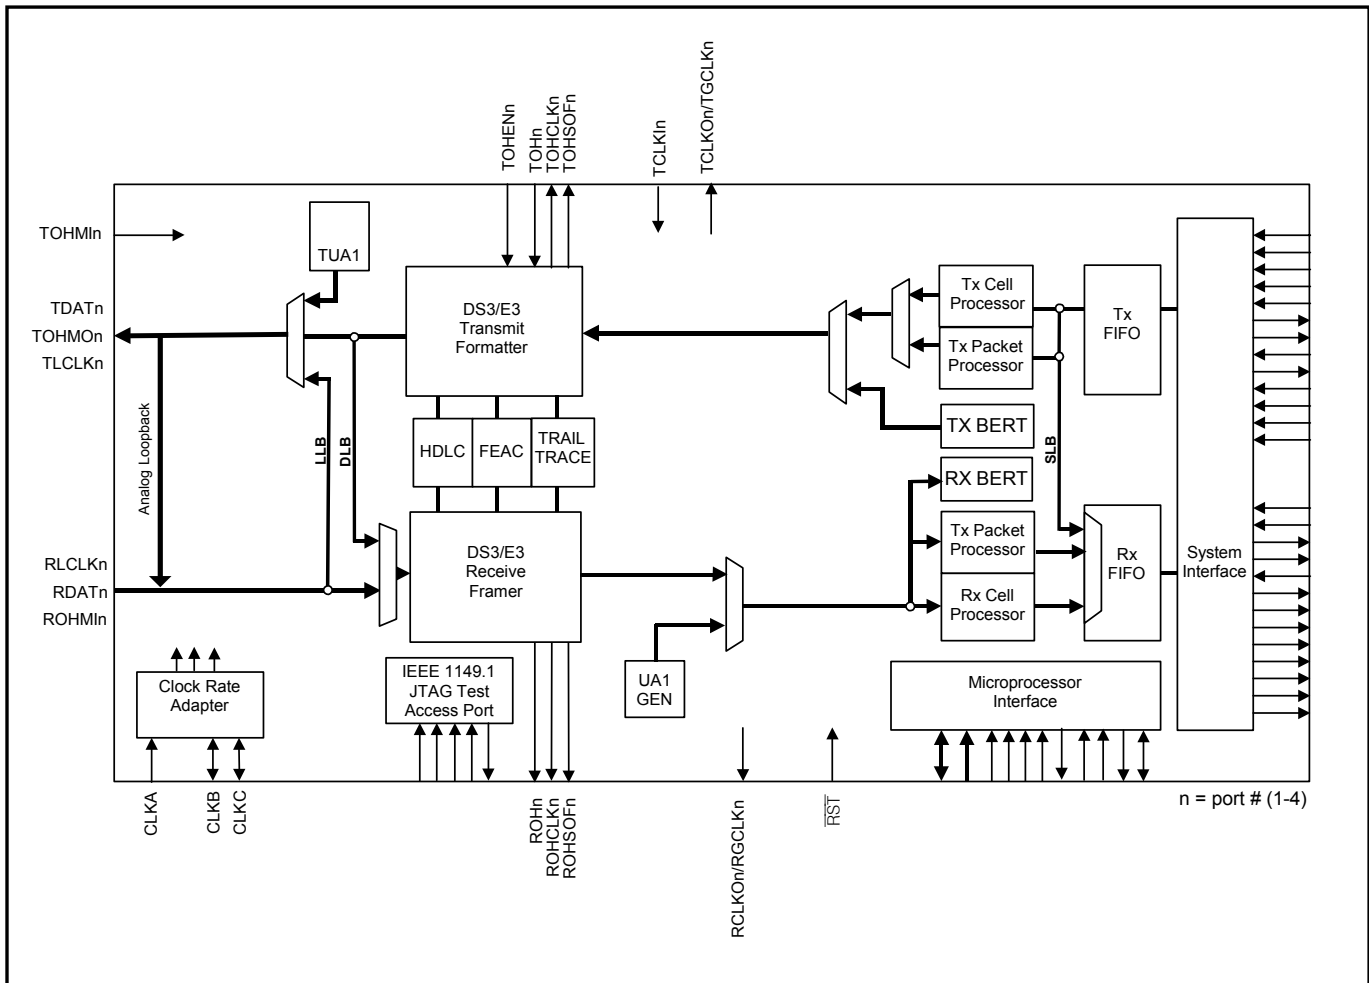 TOHENn
TOHn
TOHCLKn
TOHSOFn
TCLKIn
TCLKOn/TGCLKn
TOHMIn
TUA1
TDATn
TOHMOn
TLCLKn
DS3/E3
Transmit
Formatter
Tx Cell
Processor
Tx Packet
Processor
Tx
FIFO
TX BERT
RX BERT
HDLC
FEAC
TRAIL
TRACE
Analog Loopback
LLB
DLB
SLB
RLCLKn
RDATn
ROHMIn
DS3/E3
Receive
Framer
Tx Packet
Processor
Rx Cell
Processor
Rx
FIFO
System
Interface
Clock Rate
Adapter
IEEE 1149.1
JTAG Test
Access Port
UA1
GEN
Microprocessor
Interface
CLKA
CLKB
CLKC
ROHn
ROHCLKn
ROHSOFn
RCLKOn/RGCLKn
RST
n = port # (1-4)